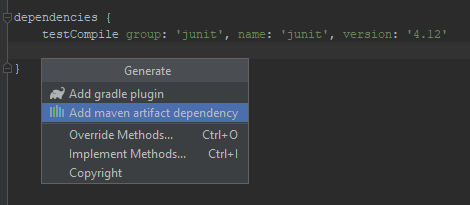 dependencies {
testCompile group: 'junit', name: 'junit', version: '4.12'
Generate
Add gradle plugin
Add maven artifact dependency
Override Methods... Ctrl+O
Implement Methods... Ctrl+I
Copyright
}